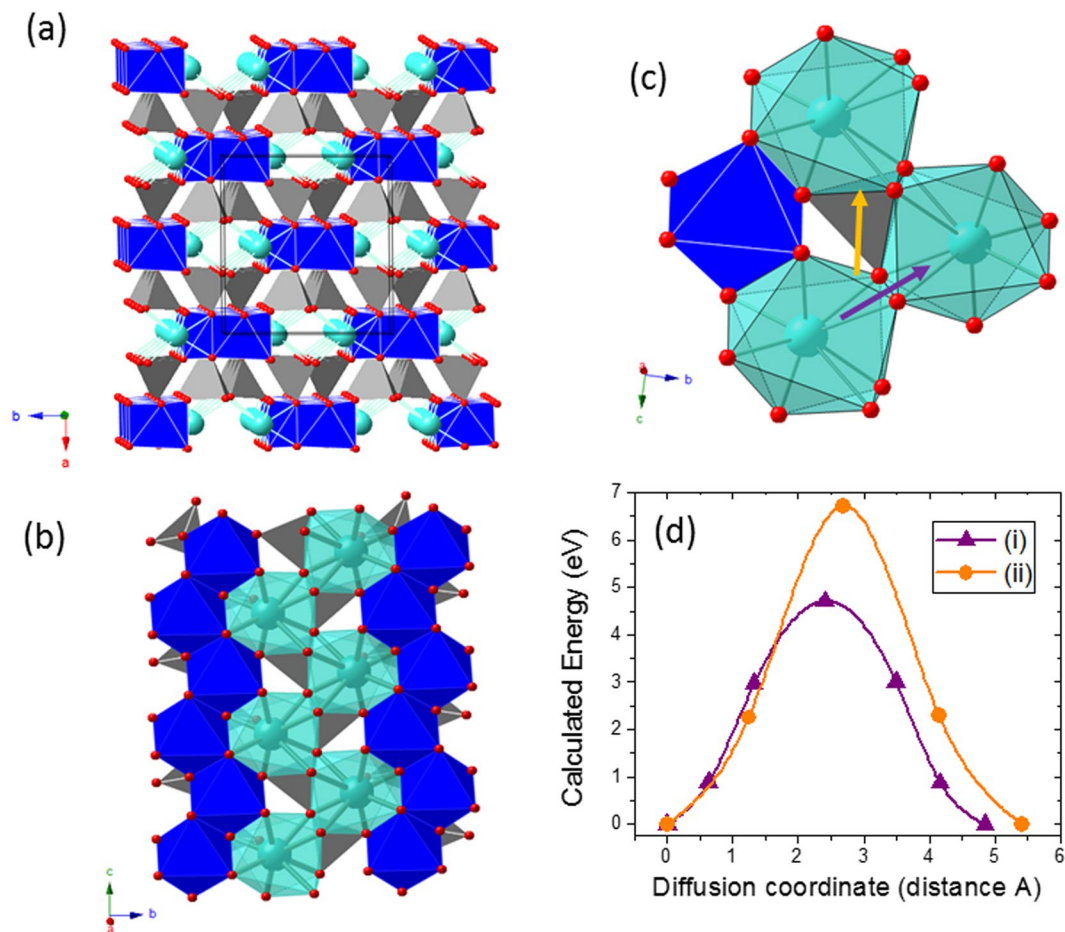 (a)
b
a
(b)
c
a
b
(c)
a
b
c
(d)
(i)
(ii)
Calculated Energy (eV)
7
6
5
4
3
2
1
0
0 1 2 3 4 5 6
Diffusion coordinate (distance A)